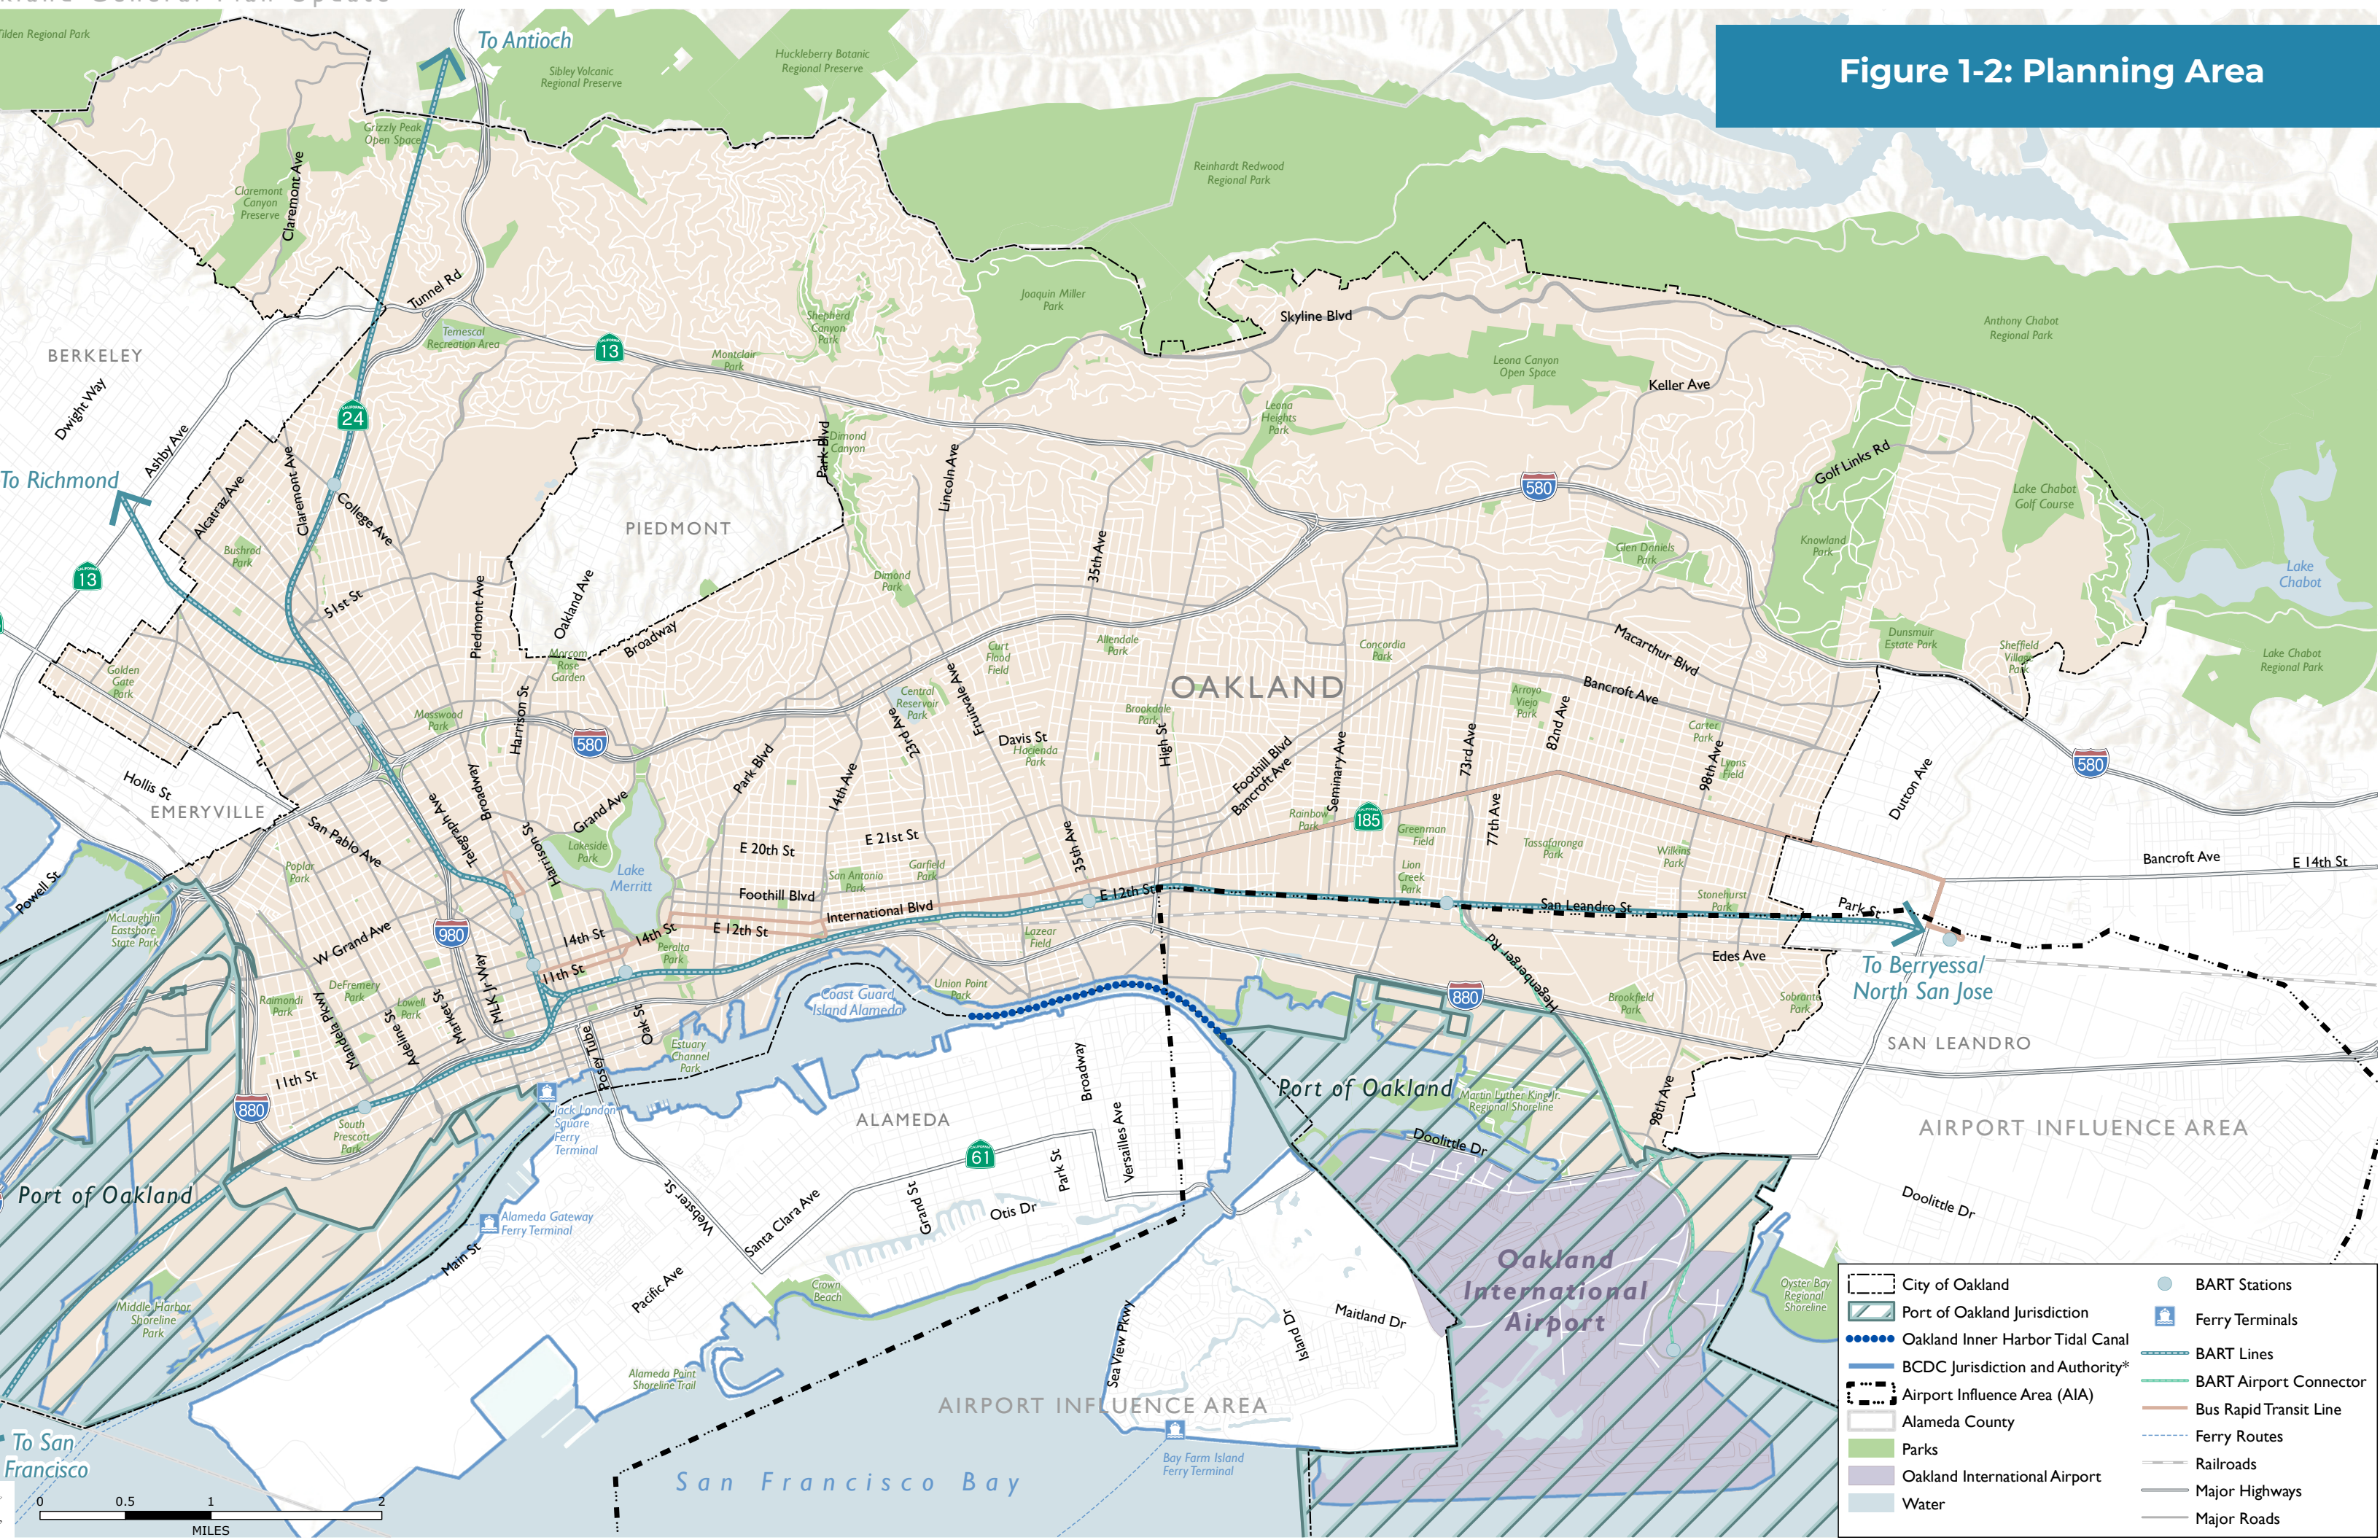 Figure 1-2: Planning Area
To Antioch
Tilden Regional Park
Sibley Volcanic
Regional Preserve
Huckleberry Botanic
Regional Preserve
Grizzly Peak
Open Space
Claremont Ave
Claremont
Canyon
Preserve
Reinhardt Redwood
Regional Park
Tunnel Rd
Temescal
Recreation Area
Shepherd
Canyon
Park
Joaquin Miller
Park
Skyline Blvd
Anthony Chabot
Regional Park
BERKELEY
Dwight Way
CALIFORNIA
13
Montclair
Park
Leona Canyon
Open Space
Keller Ave
CALIFORNIA
24
Ashby Ave
To Richmond
Alcatraz Ave
Claremont Ave
College Ave
Park Blvd
Dimond
Canyon
Lincoln Ave
Leona
Heights
Park
Golf Links Rd
580
Lake Chabot
Golf Course
PIEDMONT
Bushrod
Park
CALIFORNIA
13
51st St
Piedmont Ave
Oakland Ave
Dimond
Park
35th Ave
Glen Daniels
Park
Knowland
Park
Lake
Chabot
Golden
Gate
Park
Morcom
Rose
Garden
Broadway
Curt
Flood
Field
Allendale
Park
Concordia
Park
Macarthur Blvd
Dunsmuir
Estate Park
Sheffield
Village
Park
Lake Chabot
Regional Park
OAKLAND
Bancroft Ave
Mosswood
Park
Harrison St
580
Central
Reservoir
Park
23rd Ave
Fruitvale Ave
Davis St
Hacienda
Park
Brookdale
Park
High St
Arroyo
Viejo
Park
82nd Ave
73rd Ave
Carter
Park
98th Ave
Lyons
Field
580
Hollis St
EMERYVILLE
San Pablo Ave
Telegraph Ave
Broadway
Harrison St
Grand Ave
Park Blvd
14th Ave
Foothill Blvd
Bancroft Ave
Seminary Ave
Rainbow
Park
CALIFORNIA
185
Greenman
Field
77th Ave
Tassafaronga
Park
Wilkins
Park
Dutton Ave
Bancroft Ave
E 14th St
Powell St
Poplar
Park
Lakeside
Park
Lake
Merritt
E 20th St
E 21st St
San Antonio
Park
Garfield
Park
35th Ave
Lion
Creek
Park
Foothill Blvd
International Blvd
E 12th St
San Leandro St
Stonehurst
Park
Park St
McLaughlin
Eastshore
State Park
980
W Grand Ave
14th St
14th St
E 12th St
Peralta
Park
Lazear
Field
Hegenberger Rd
Edes Ave
11th St
To Berryessa/
North San Jose
Raimondi
Park
DeFremery
Park
Lowell
Park
Mandela Pkwy
Adeline St
Market St
MLK Jr Way
Posey Tube
Oak St
Estuary
Channel
Park
Coast Guard
Island Alameda
Union Point
Park
880
Brookfield
Park
Sobrante
Park
SAN LEANDRO
11th St
880
South
Prescott
Park
Jack London
Square
Ferry
Terminal
ALAMEDA
Broadway
Versailles Ave
Port of Oakland
Martin Luther King Jr.
Regional Shoreline
98th Ave
AIRPORT INFLUENCE AREA
Doolittle Dr
CALIFORNIA
61
Park St
Port of Oakland
Alameda Gateway
Ferry Terminal
Main St
Webster St
Santa Clara Ave
Grand St
Otis Dr
Doolittle Dr
Pacific Ave
Crown
Beach
Oakland
International
Airport
Oyster Bay
Regional
Shoreline
Middle Harbor
Shoreline
Park
Sea View Pkwy
Island Dr
Maitland Dr
Alameda Point
Shoreline Trail
AIRPORT INFLUENCE AREA
Bay Farm Island
Ferry Terminal
To San
Francisco
San Francisco Bay
0 0.5 1 2
MILES
City of Oakland
Port of Oakland Jurisdiction
Oakland Inner Harbor Tidal Canal
BCDC Jurisdiction and Authority*
Airport Influence Area (AIA)
Alameda County
Parks
Oakland International Airport
Water
BART Stations
Ferry Terminals
BART Lines
BART Airport Connector
Bus Rapid Transit Line
Ferry Routes
Railroads
Major Highways
Major Roads